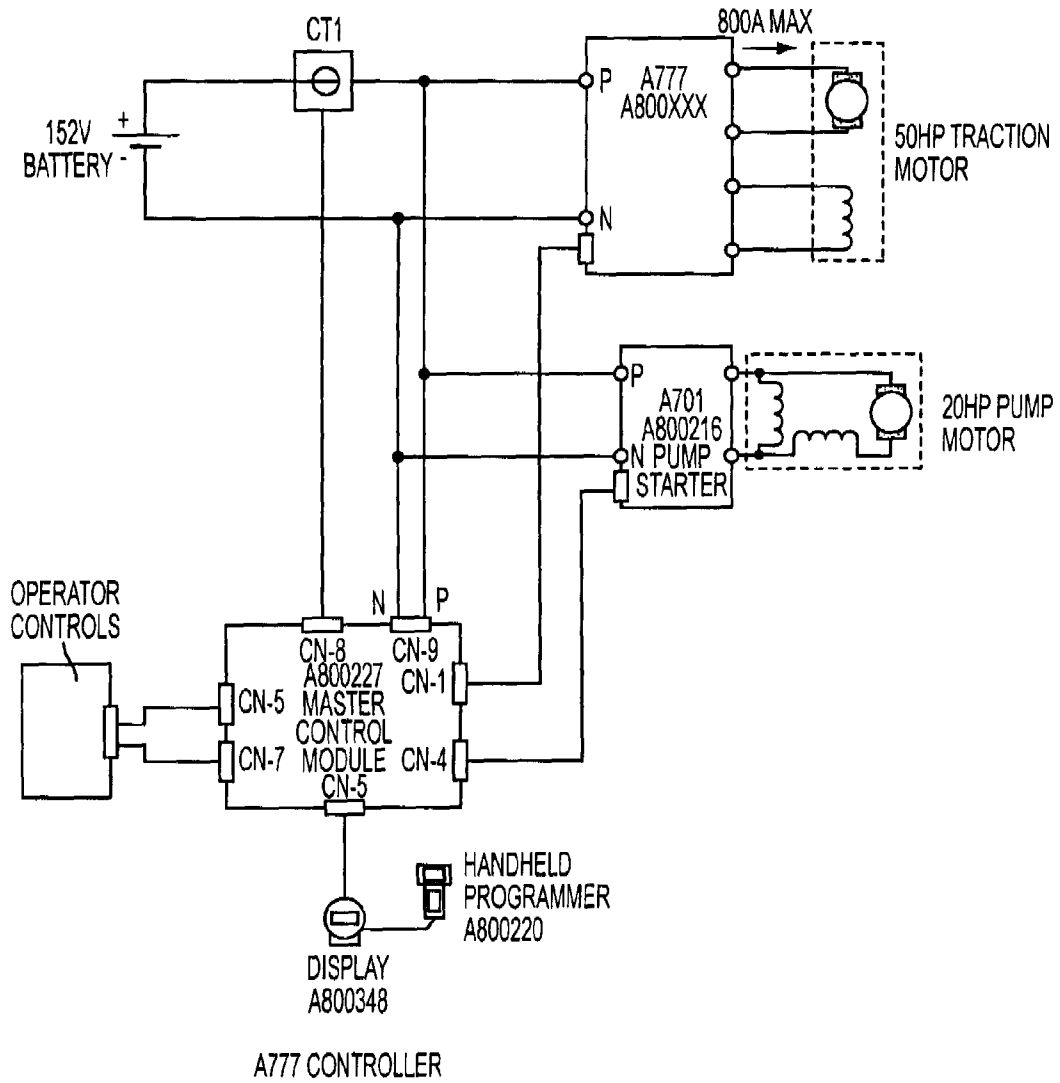 800A MAX
CT1
P
A777
A800XXX
152V
BATTERY
+
-
50HP TRACTION
MOTOR
N
P
A701
A800216
N PUMP
STARTER
20HP PUMP
MOTOR
OPERATOR
CONTROLS
N
P
CN-8
CN-9
A800227
MASTER
CONTROL
MODULE
CN-1
CN-5
CN-7
CN-4
CN-5
HANDHELD
PROGRAMMER
A800220
DISPLAY
A800348
A777 CONTROLLER